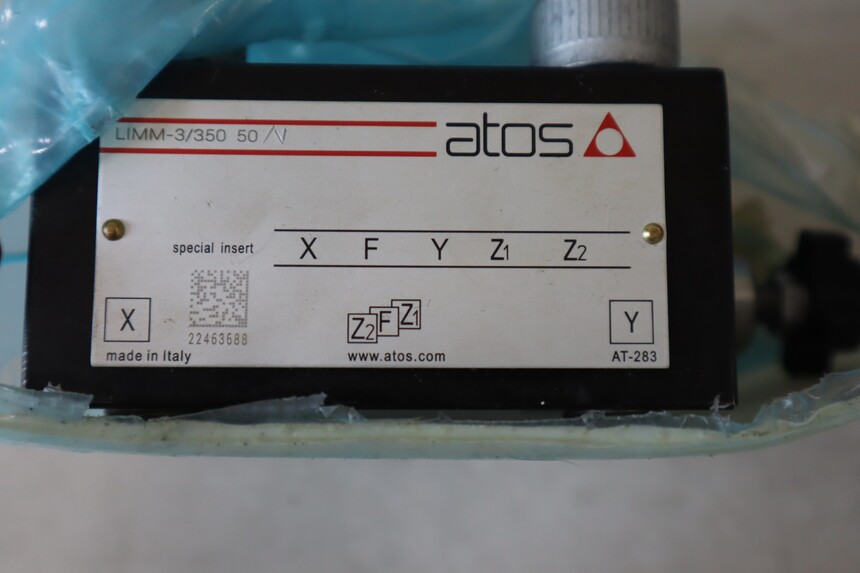 LIMM-3/350 50 /V
atos
special insert X F Y Z1 Z2
X
22463688
Z2 F Z1
Y
made in Italy
www.atos.com
AT-283